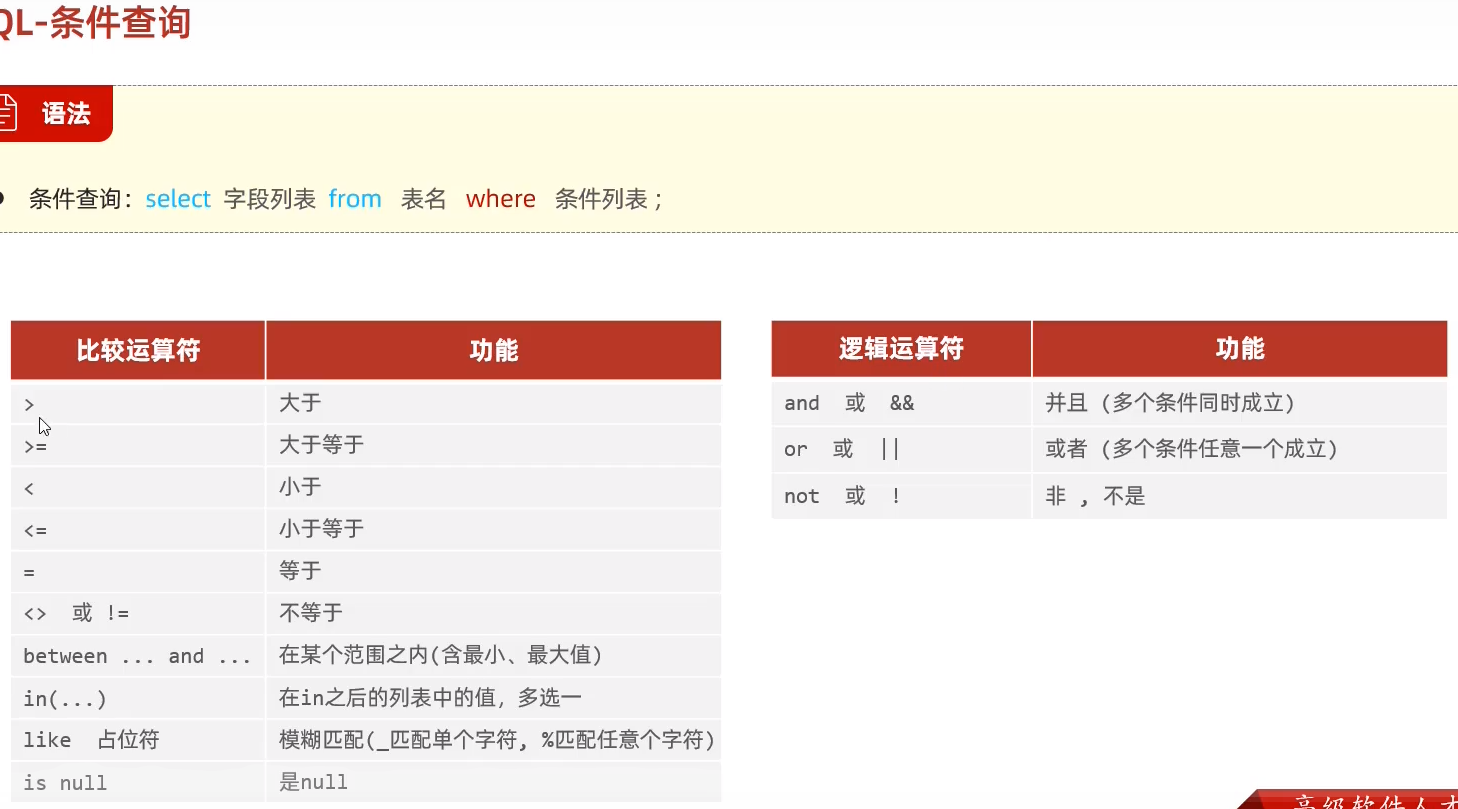 QL-条件查询
语法
条件查询：select 字段列表 from 表名 where 条件列表 ;
比较运算符 功能
> 大于
>= 大于等于
< 小于
<= 小于等于
= 等于
<> 或 != 不等于
between ... and ... 在某个范围之内(含最小、最大值)
in(...) 在in之后的列表中的值，多选一
like 占位符 模糊匹配(_匹配单个字符, %匹配任意个字符)
is null 是null
逻辑运算符 功能
and 或 && 并且 (多个条件同时成立)
or 或 || 或者 (多个条件任意一个成立)
not 或 ! 非 , 不是
高级软件人才